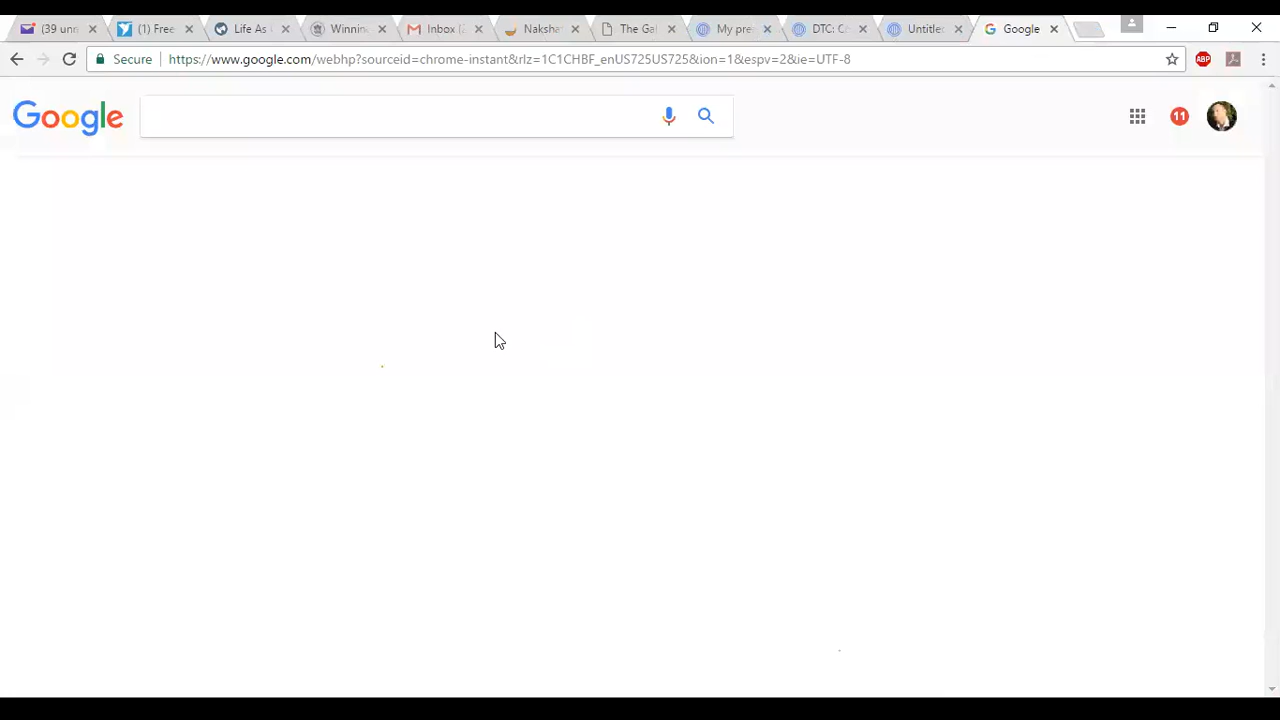 (39 unr
(1) Free
Life As
Winnin
Inbox (
Naksha
The Ga
My pre
DTC: C
Untitle
Google
Secure
https://www.google.com/webhp?sourceid=chrome-instant&rlz=1C1CHBF_enUS725US725&ion=1&espv=2&ie=UTF-8
ABP
Google
11